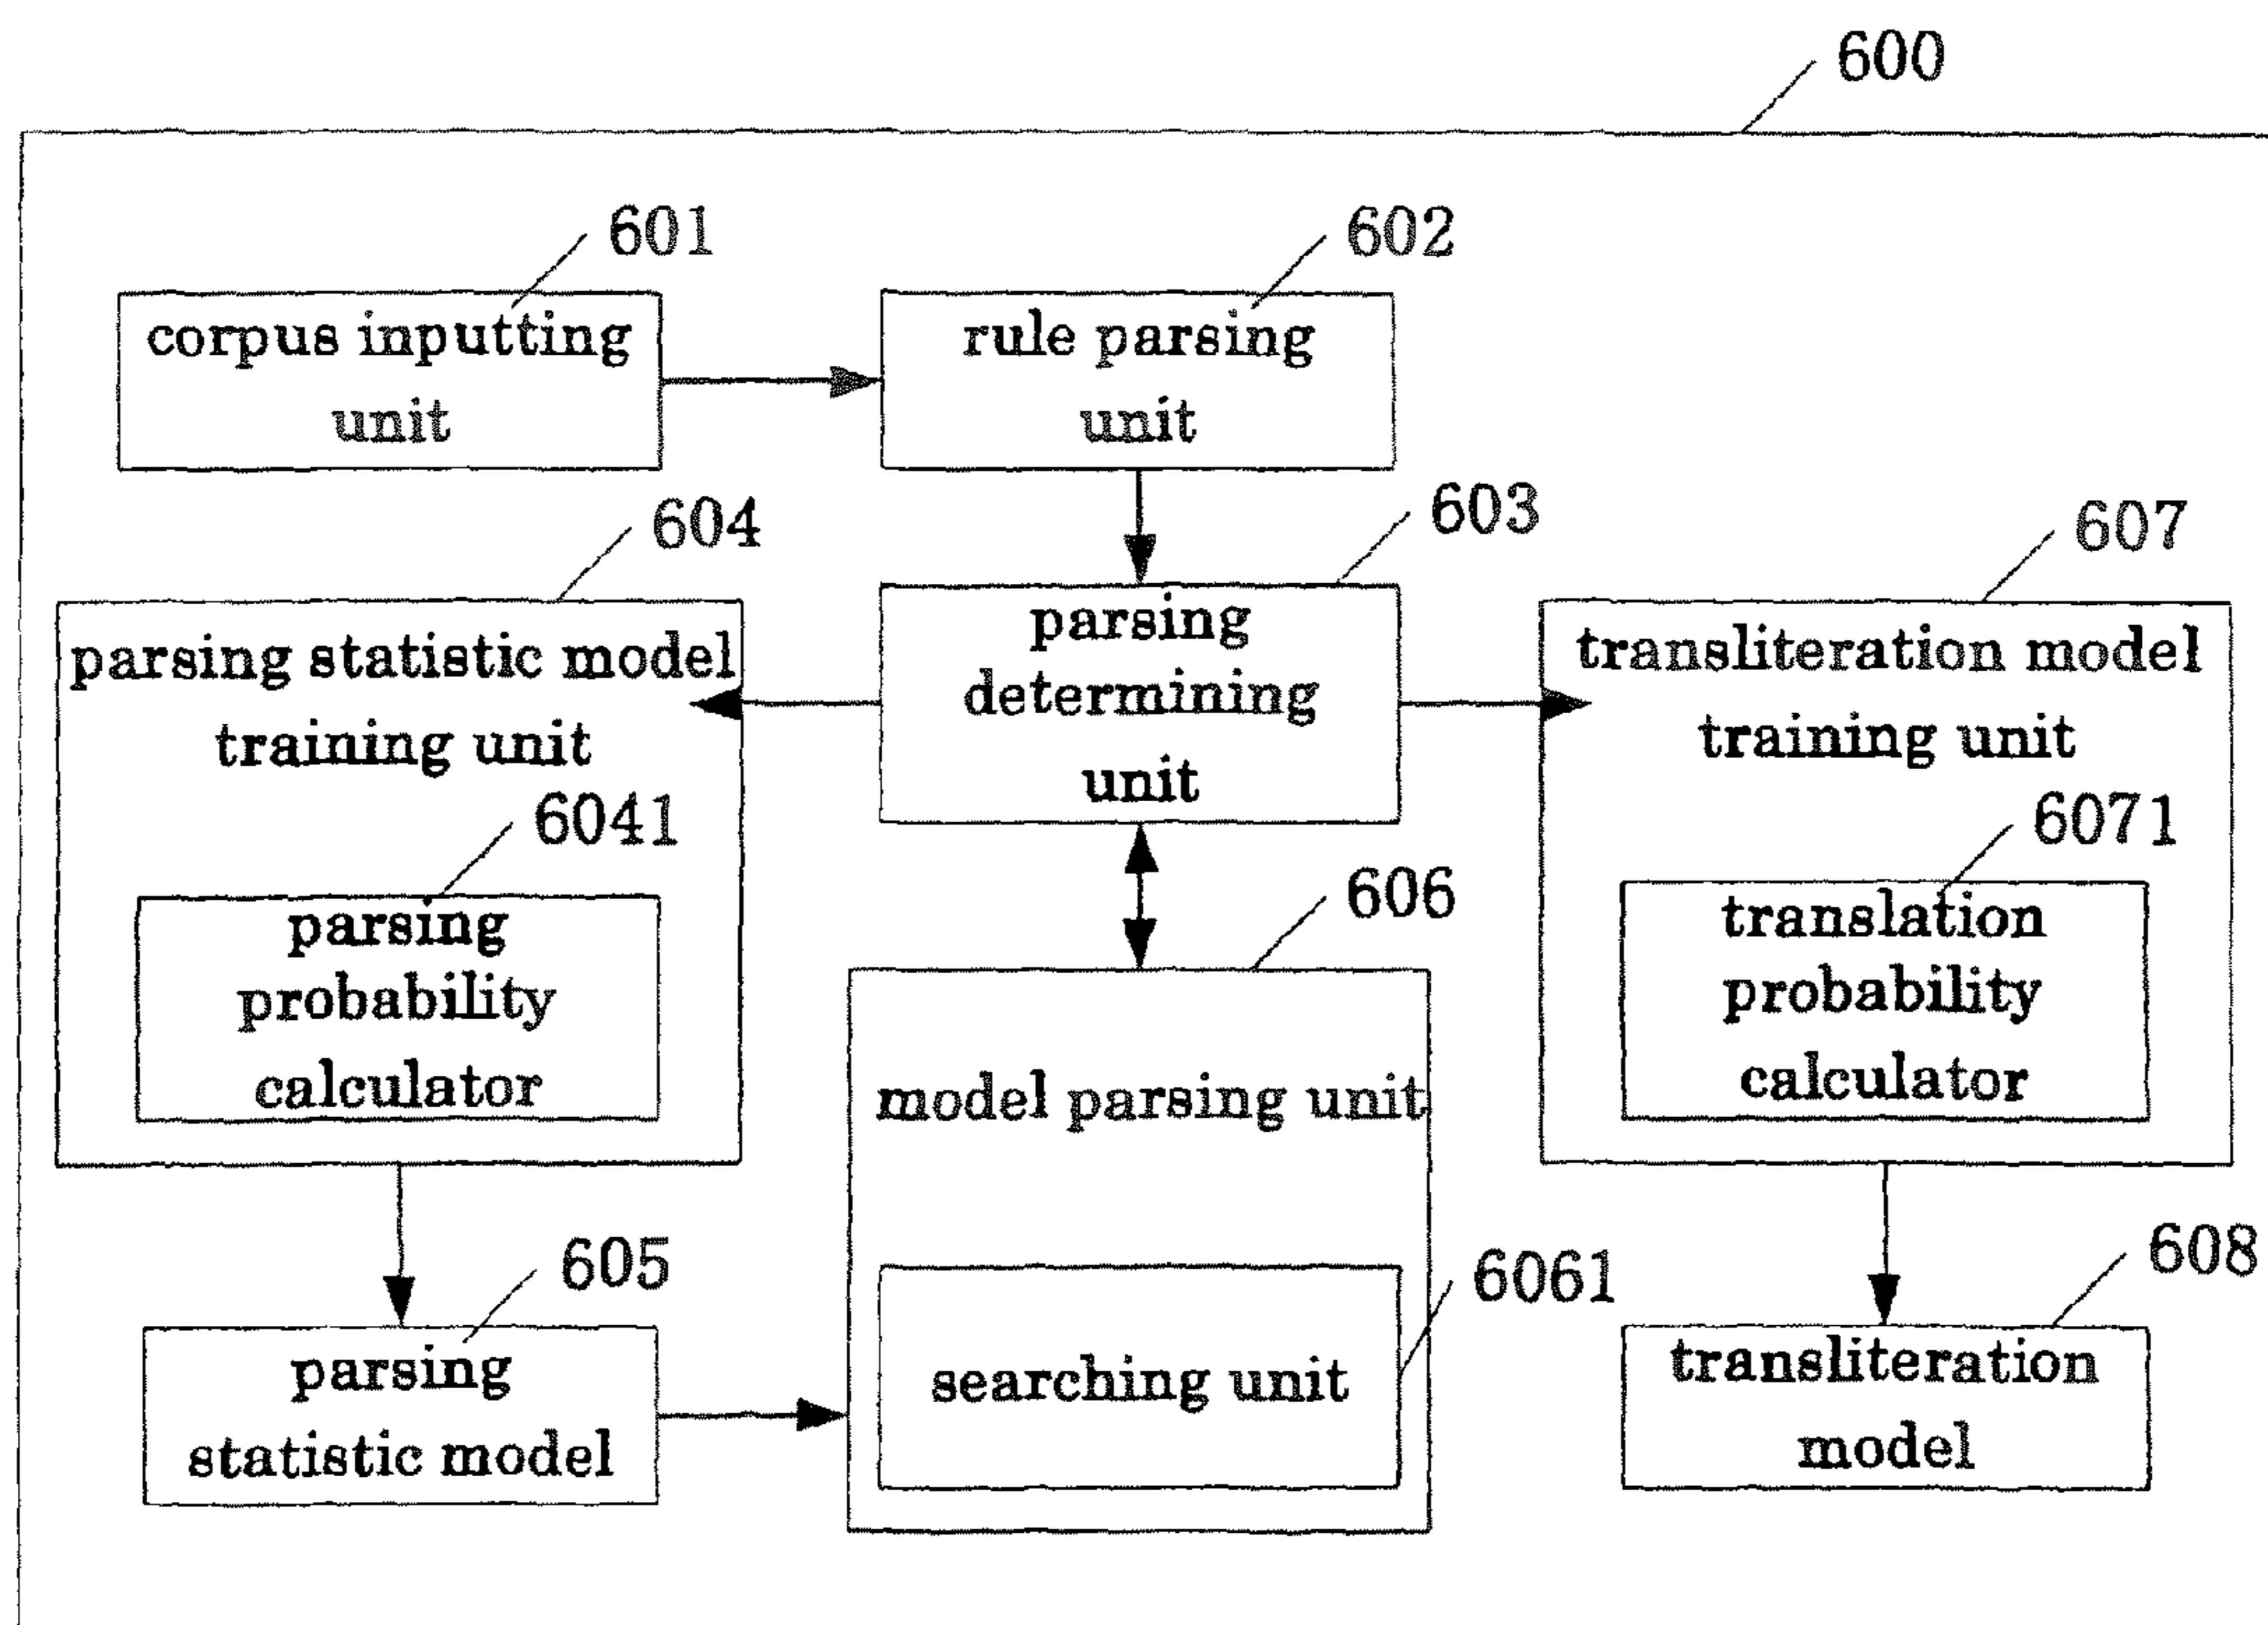 600
601
corpus inputting
unit
602
rule parsing
unit
604
parsing statistic model
training unit
6041
parsing
probability
calculator
603
parsing
determining
unit
607
transliteration model
training unit
6071
translation
probability
calculator
605
parsing
statistic model
606
model parsing unit
6061
searching unit
608
transliteration
model